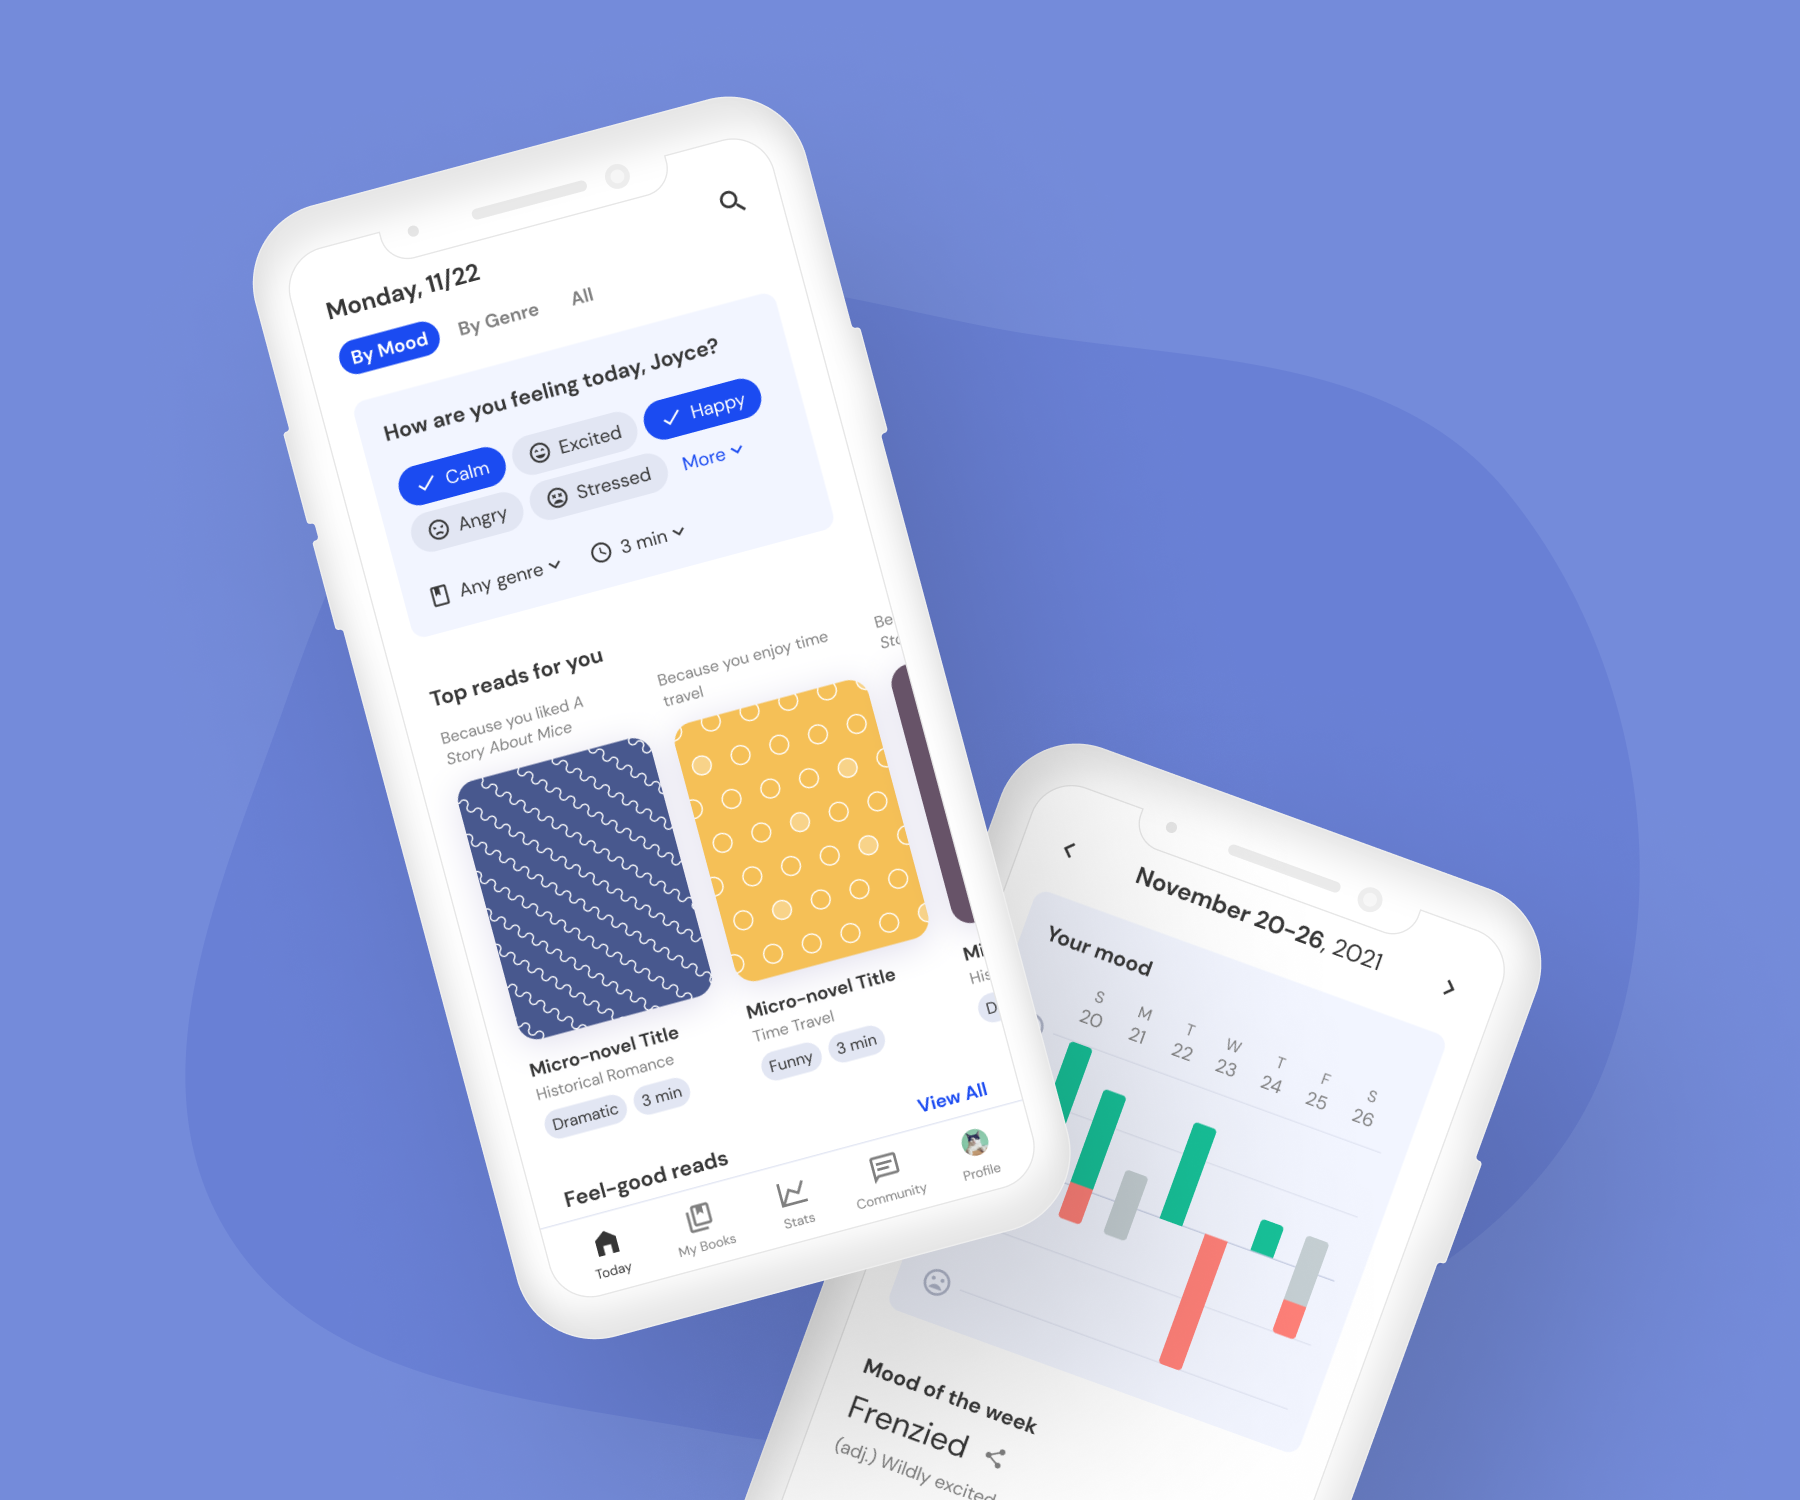 Monday, 11/22
By Mood By Genre All
How are you feeling today, Joyce?
Calm Excited Happy
Angry Stressed More
Any genre 3 min
Top reads for you
Because you liked A
Story About Mice
Because you enjoy time
travel
Be
Micro-novel Title
Historical Romance
Dramatic 3 min
Micro-novel Title
Time Travel
Funny 3 min
Mi
His
D
View All
Feel-good reads
Today My Books Stats Community Profile
November 20-26, 2021
Your mood
S M T W T F S
20 21 22 23 24 25 26
Mood of the week
Frenzied
(adj.) Wildly excited